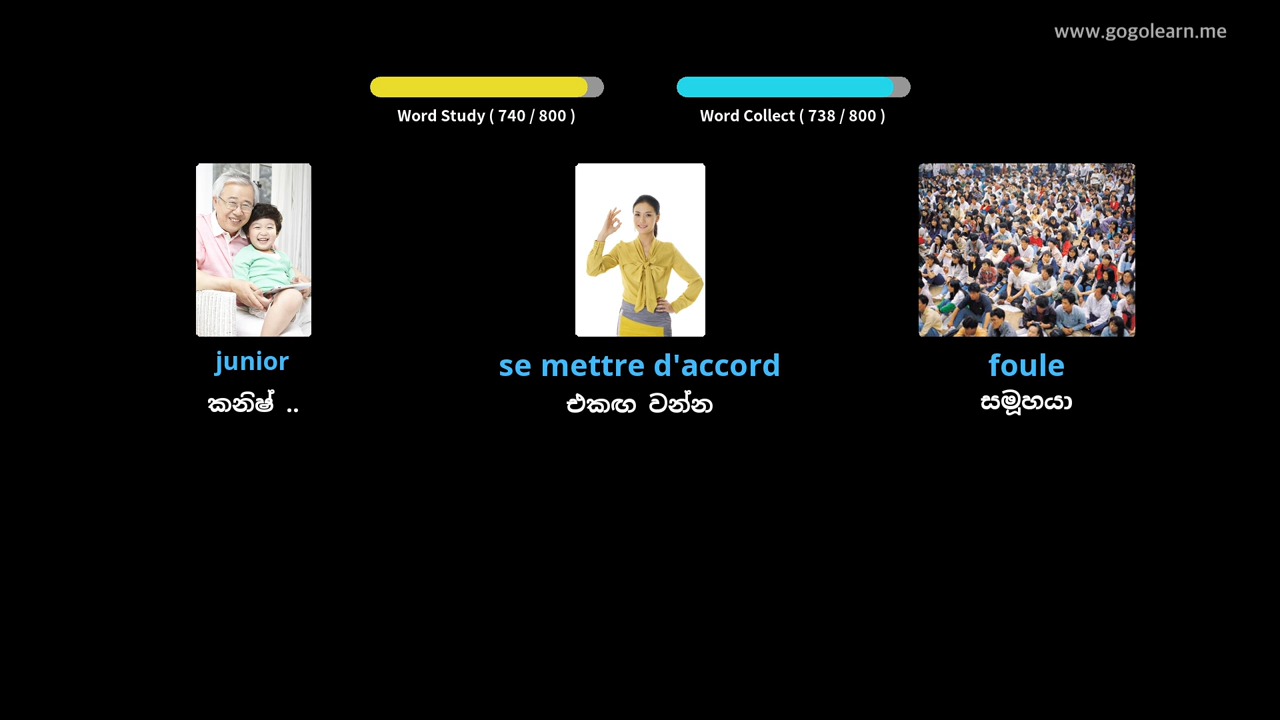 www.gogolearn.me
Word Study ( 740 / 800 )
Word Collect ( 738 / 800 )
junior
se mettre d'accord
foule
කනිෂ් ..
එකඟ වන්න
සමූහයා